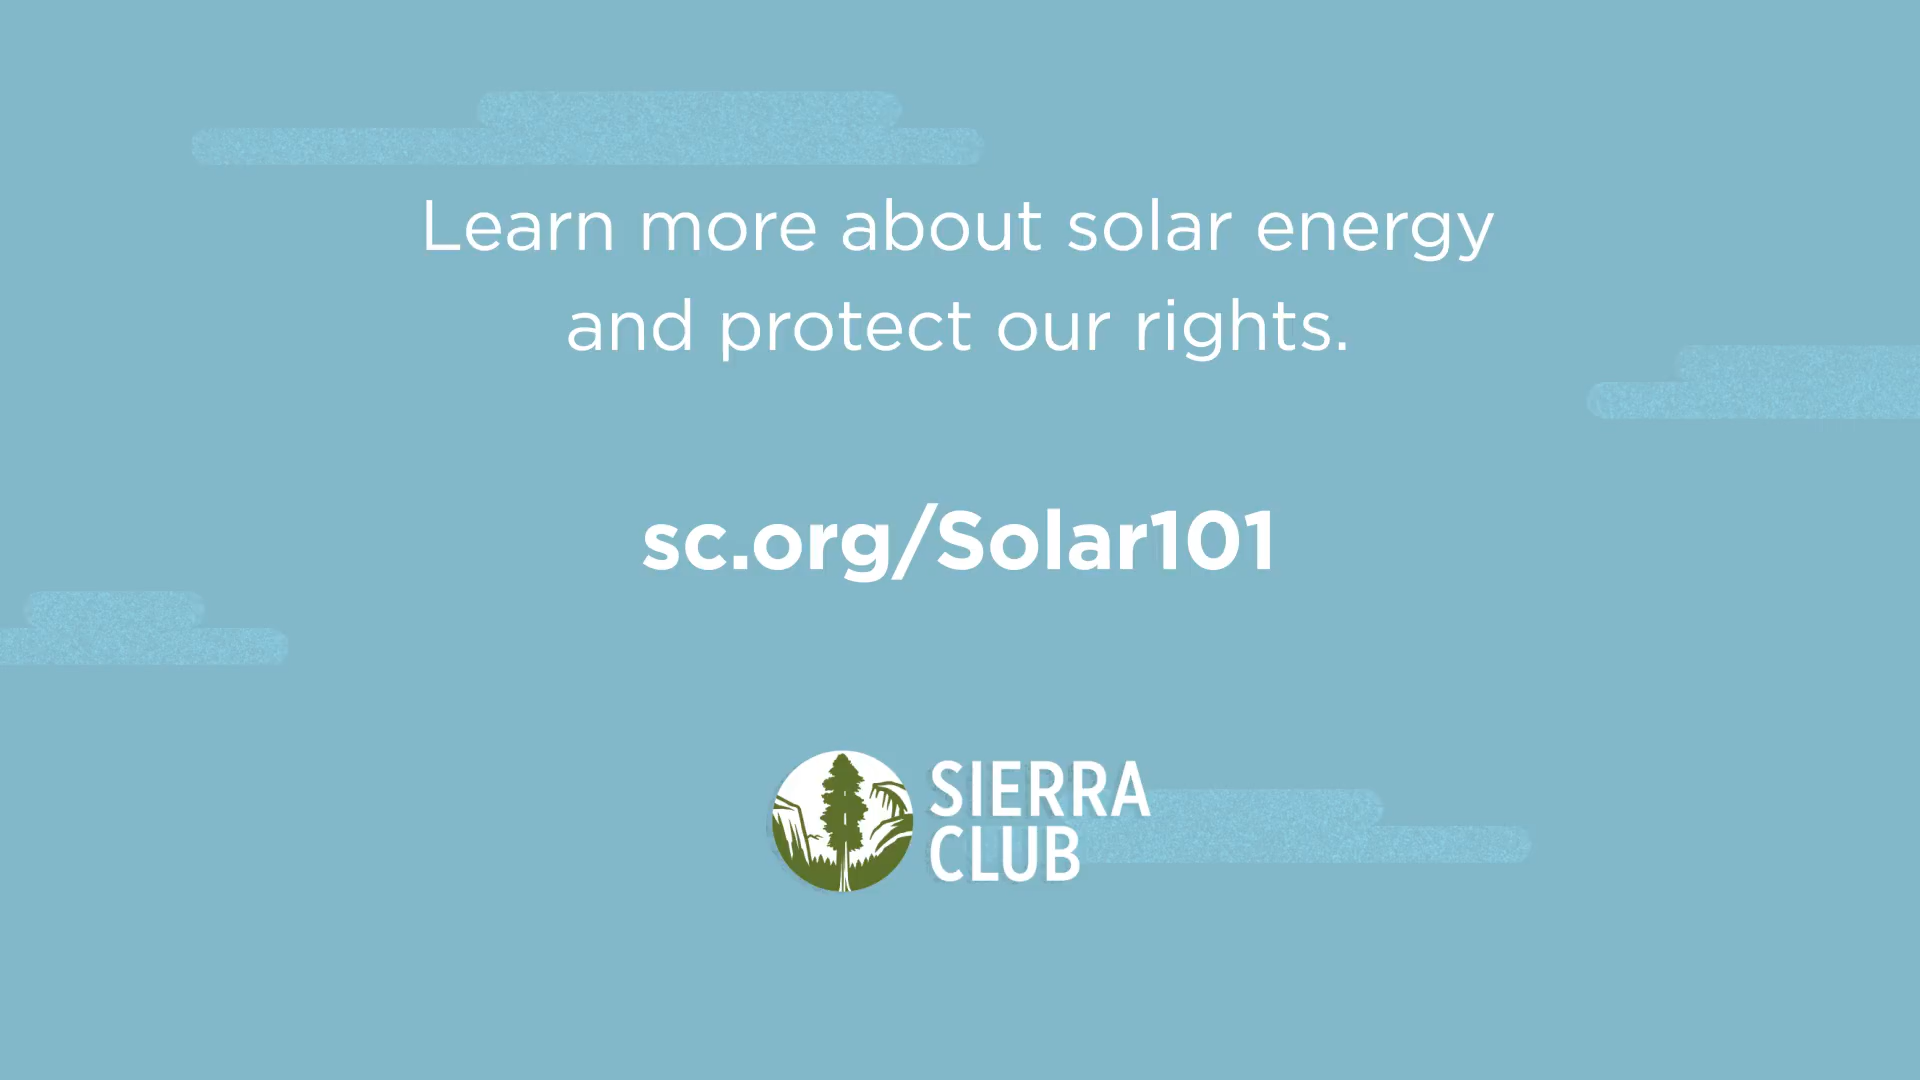 Learn more about solar energy
and protect our rights.
sc.org/Solar101
SIERRA
CLUB